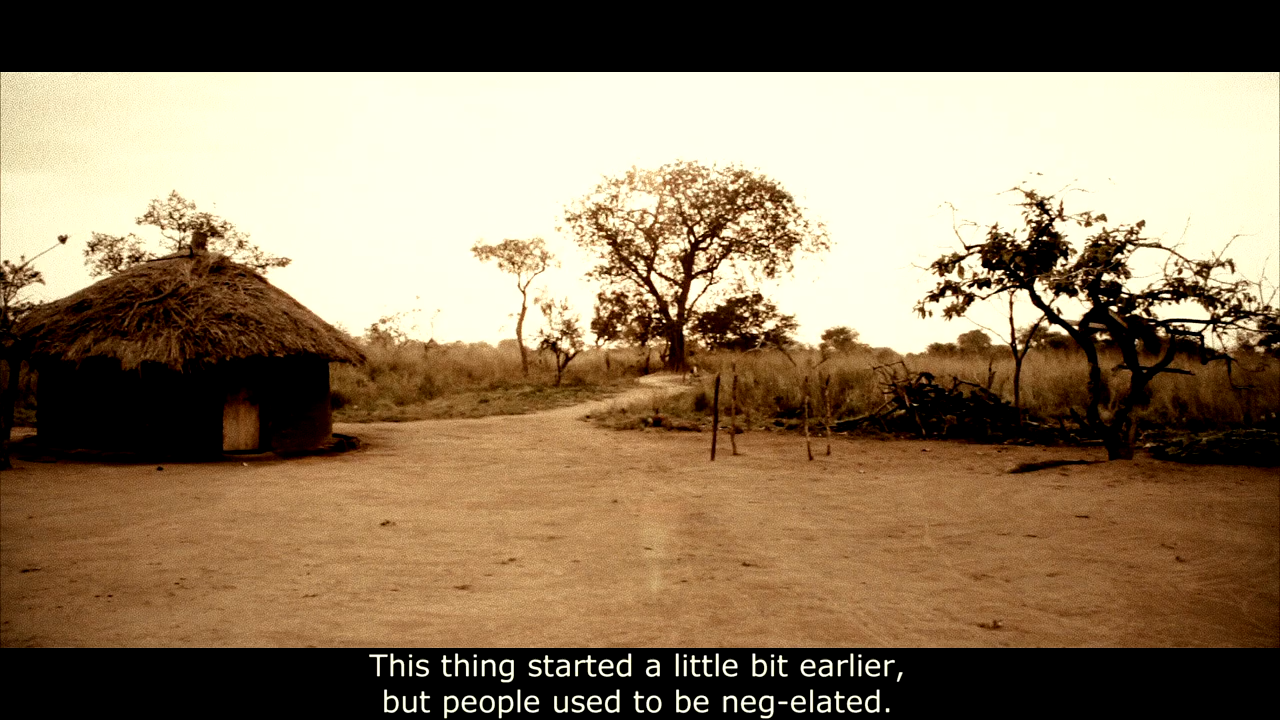 This thing started a little bit earlier,
but people used to be neg-elated.